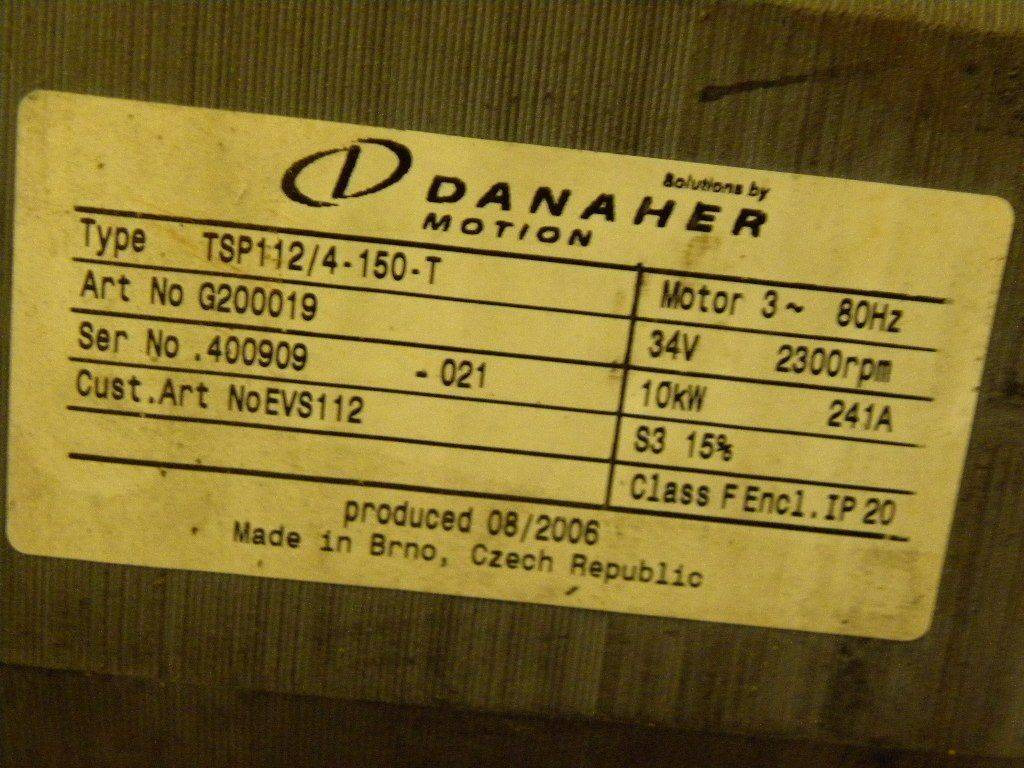 Solutions by
DANAHER
MOTION
Type TSP112/4-150-T
Art No G200019
Ser No .400909 - 021
Cust.Art No EVS112
Motor 3~ 80Hz
34V 2300rpm
10kW 241A
S3 15%
Class F Encl.IP 20
produced 08/2006
Made in Brno, Czech Republic